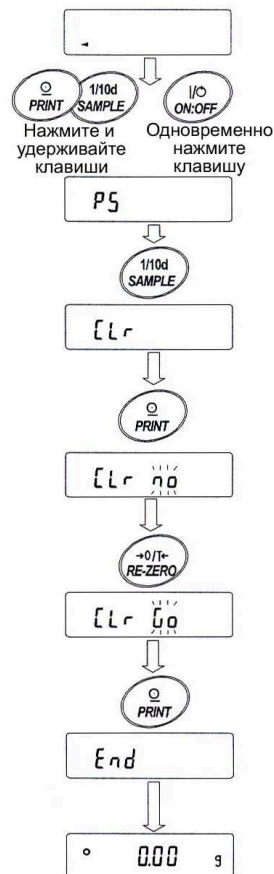 1/10d
PRINT SAMPLE
ON:OFF
Нажмите и
удерживайте
клавиши
Одновременно
нажмите
клавишу
PS
1/10d
SAMPLE
CLr
PRINT
CLr no
→0/T←
RE-ZERO
CLr Go
PRINT
End
0.00 g